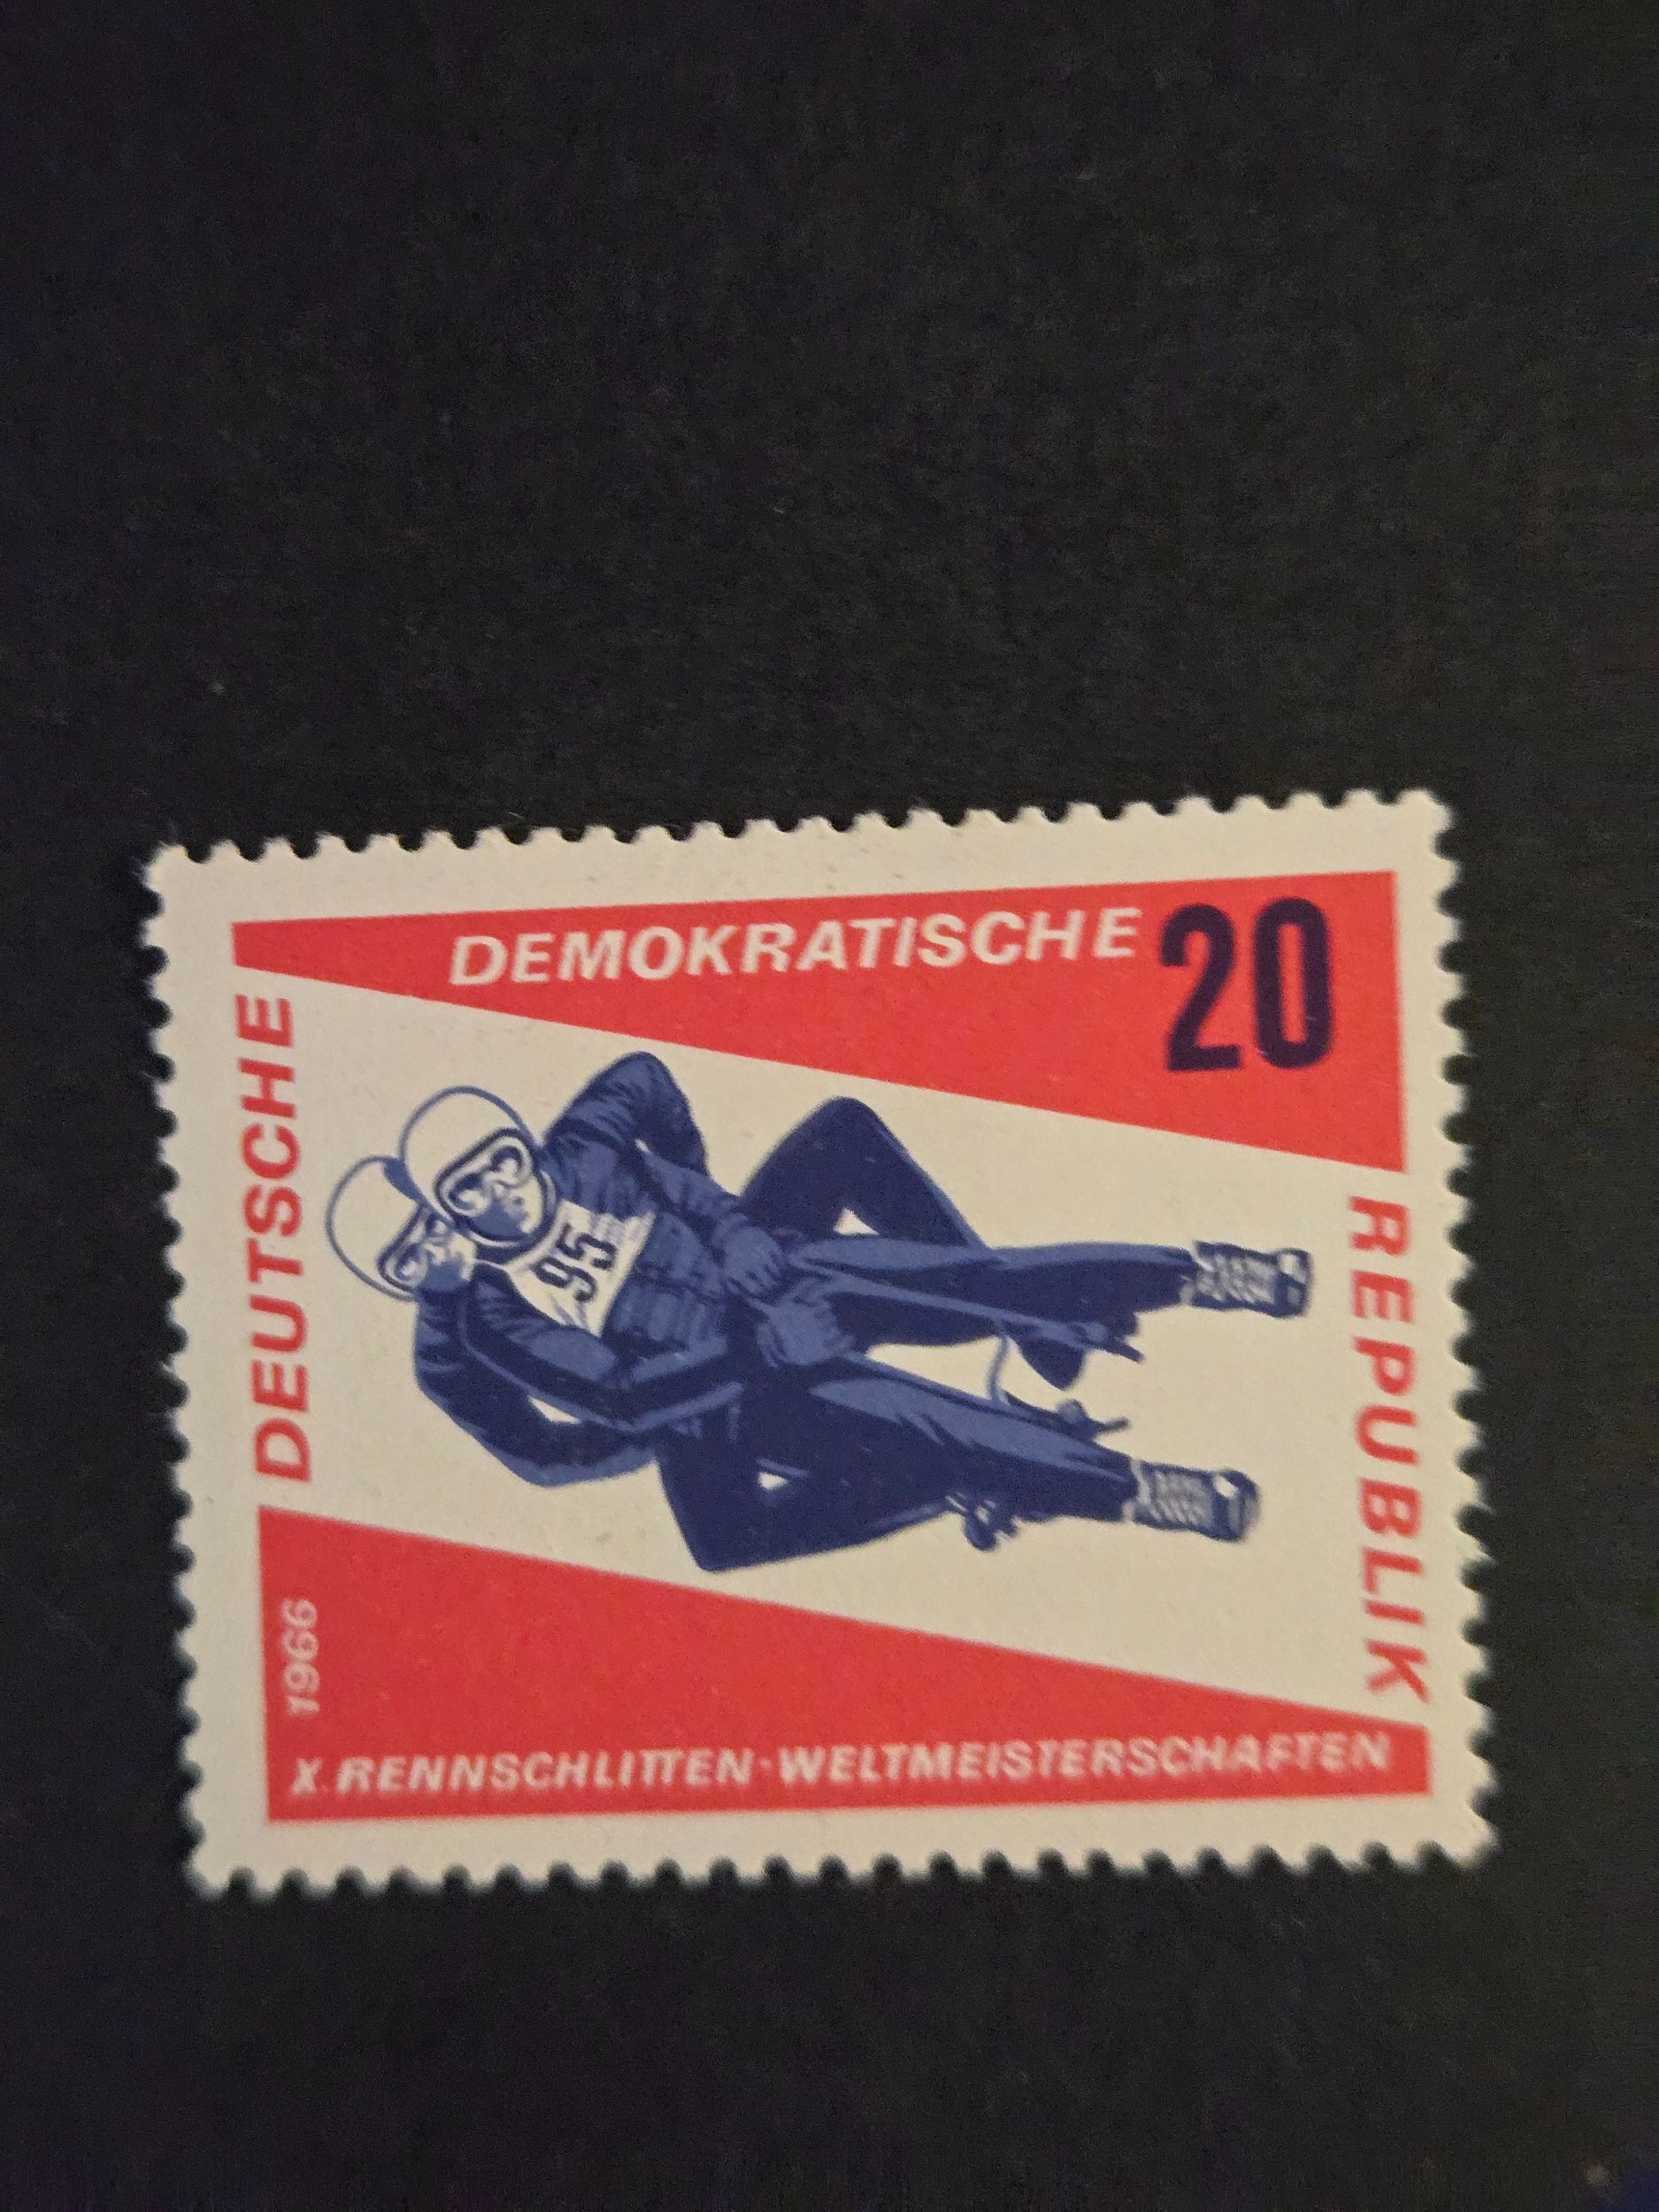 DEUTSCHE
DEMOKRATISCHE
20
REPUBLIK
95
1966
X. RENNSCHLITTEN-WELTMEISTERSCHAFTEN